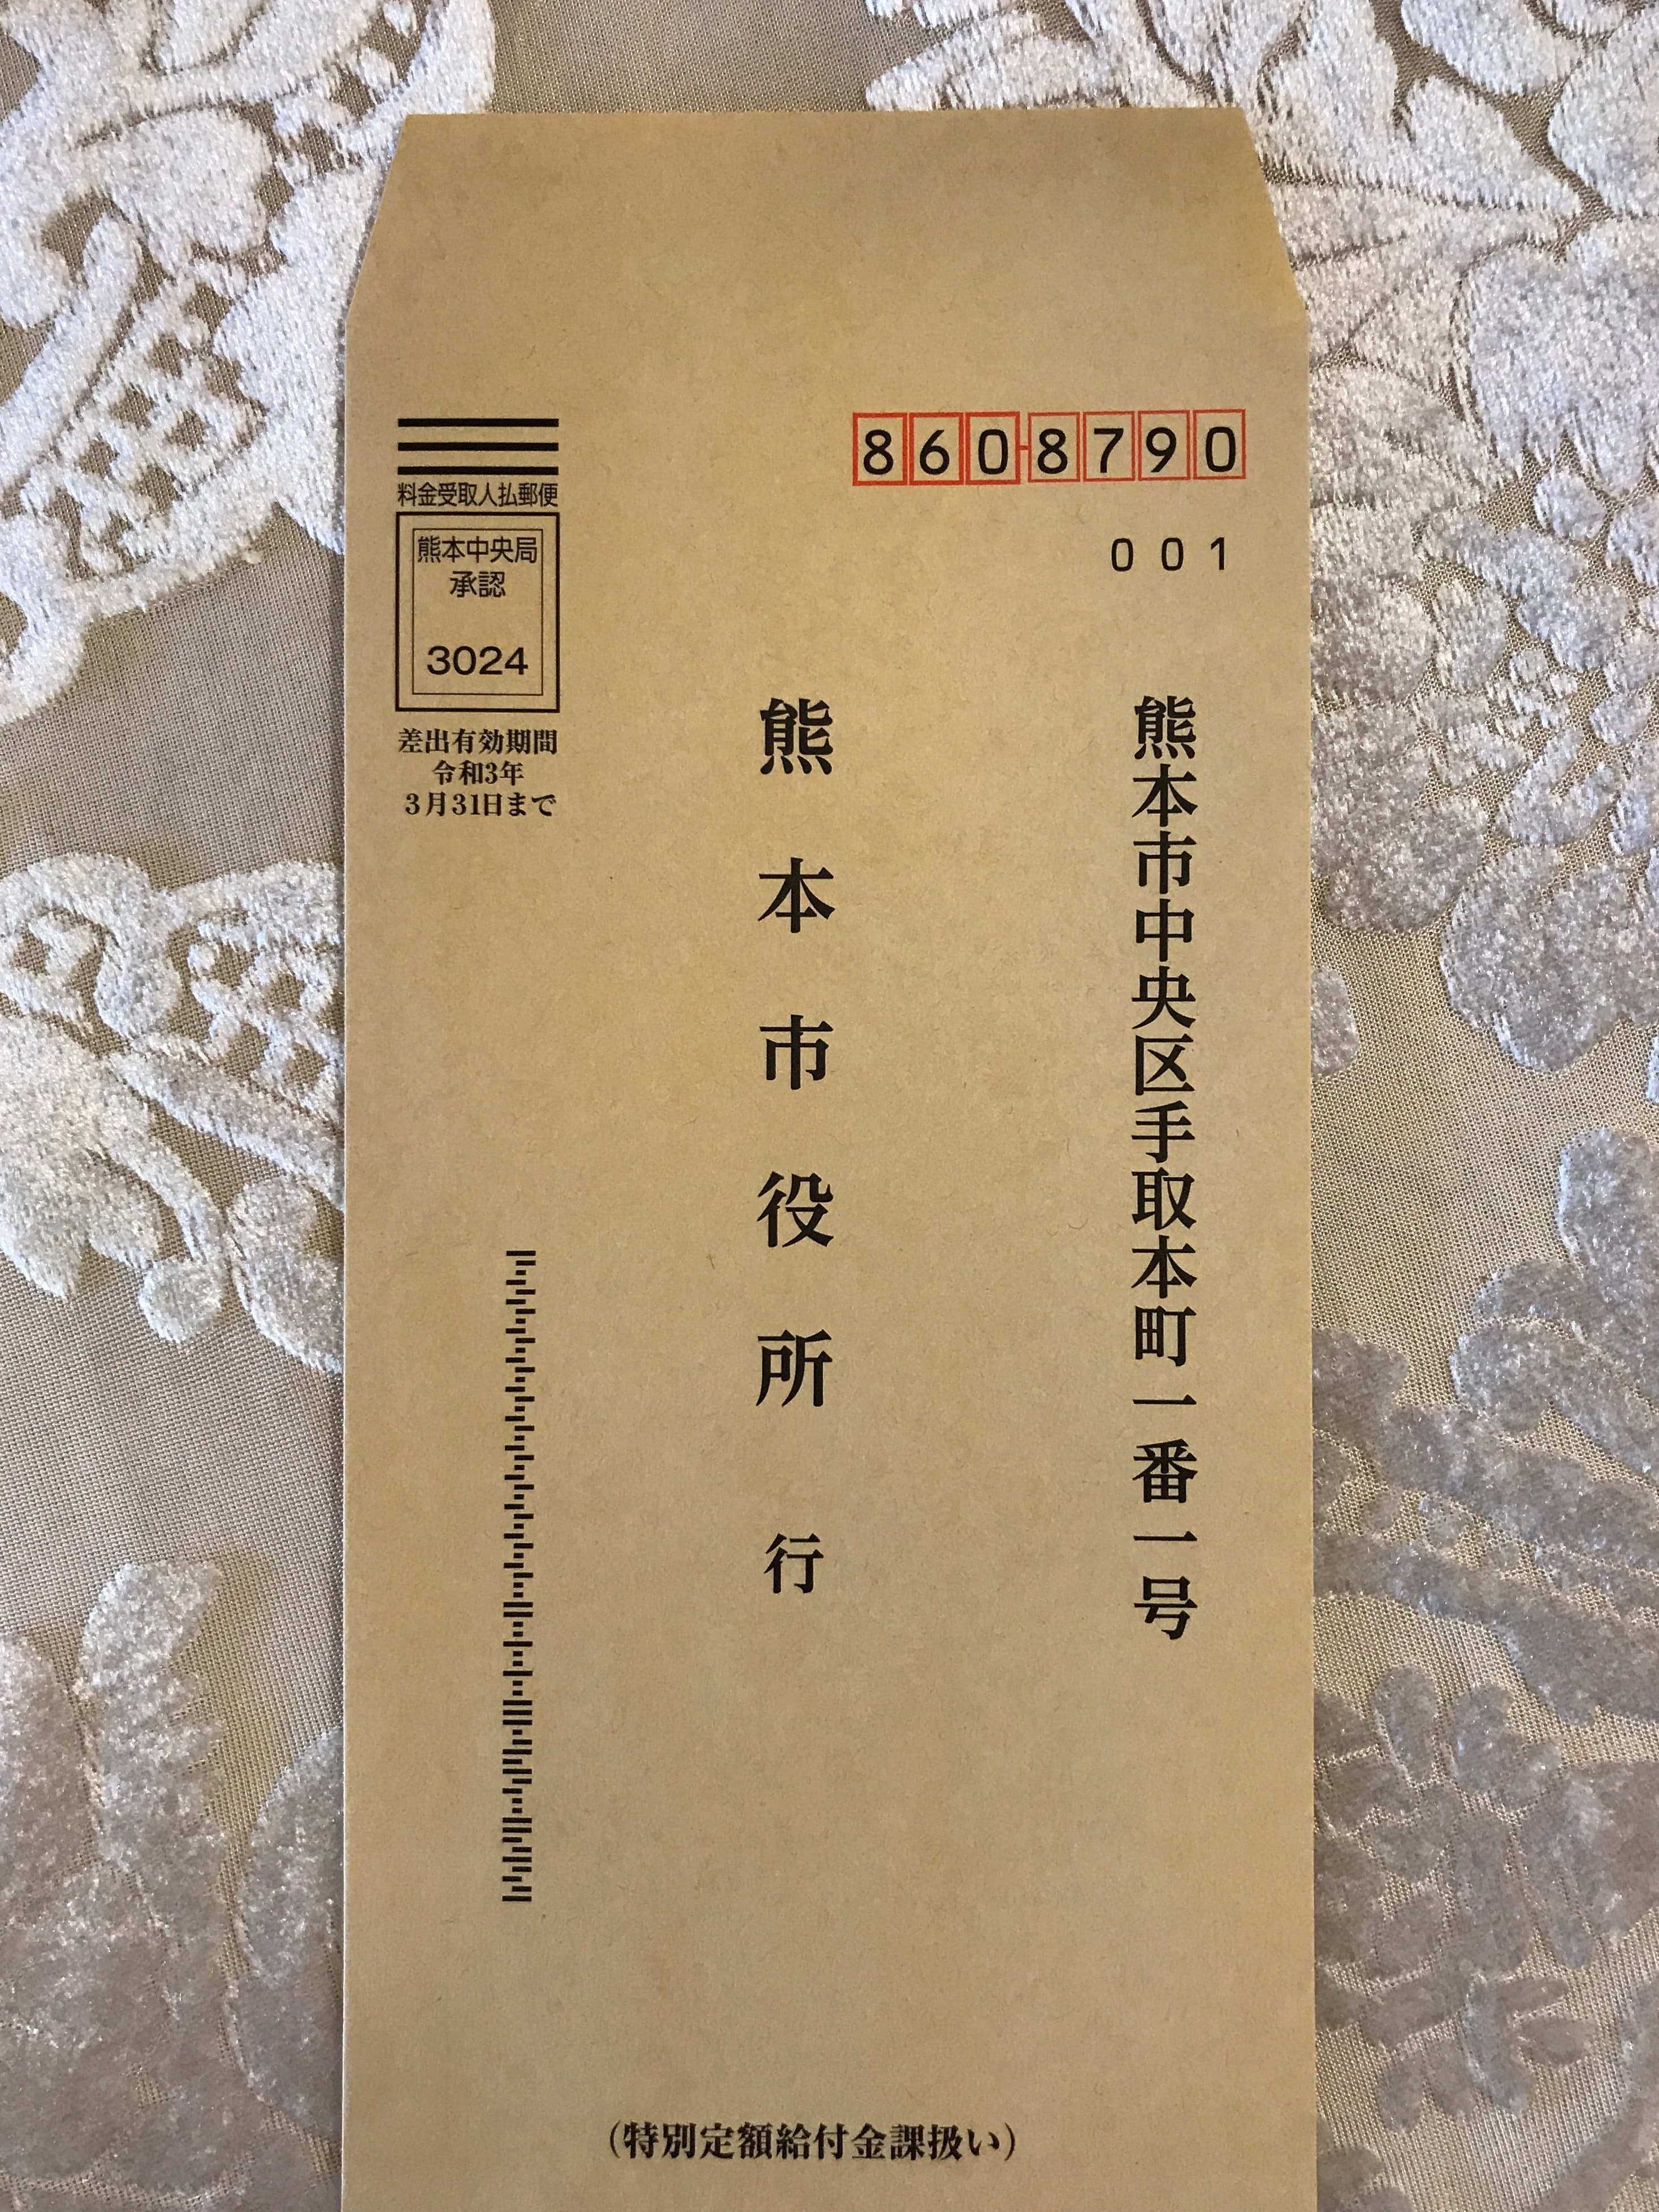 860-8790
001
熊本市中央区手取本町一番一号
熊本市役所 行
料金受取人払郵便
熊本中央局
承認
3024
差出有効期間
令和3年
3月31日まで
(特別定額給付金課扱い)